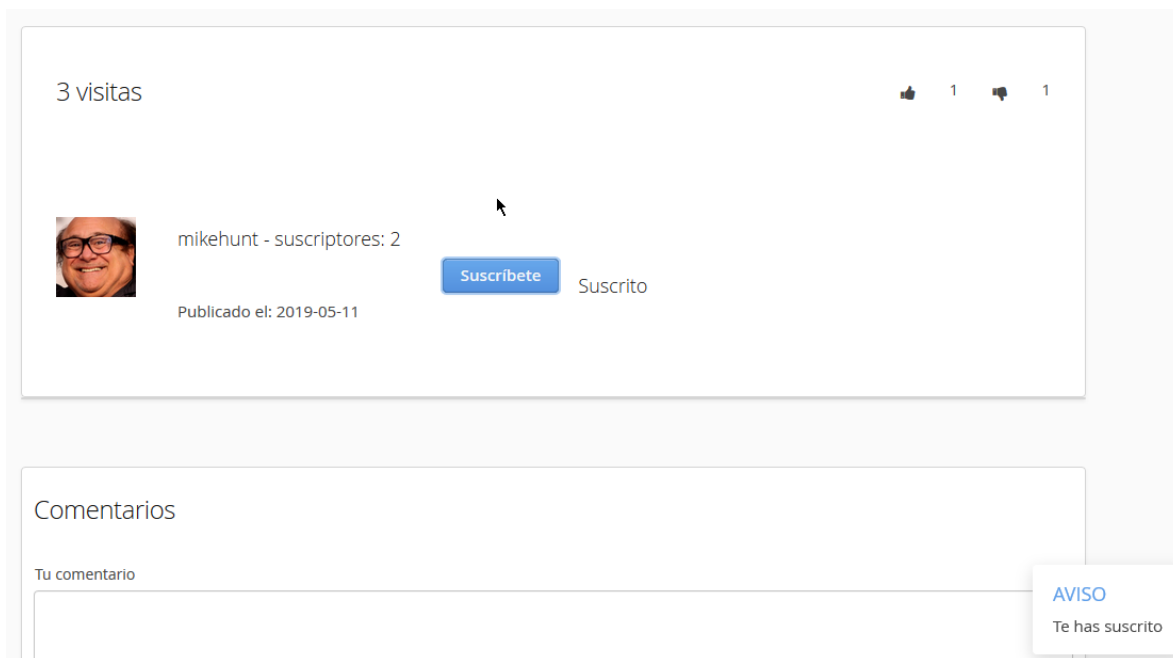 3 visitas
1
1
mikehunt - suscriptores: 2
Suscríbete
Suscrito
Publicado el: 2019-05-11
Comentarios
Tu comentario
AVISO
Te has suscrito